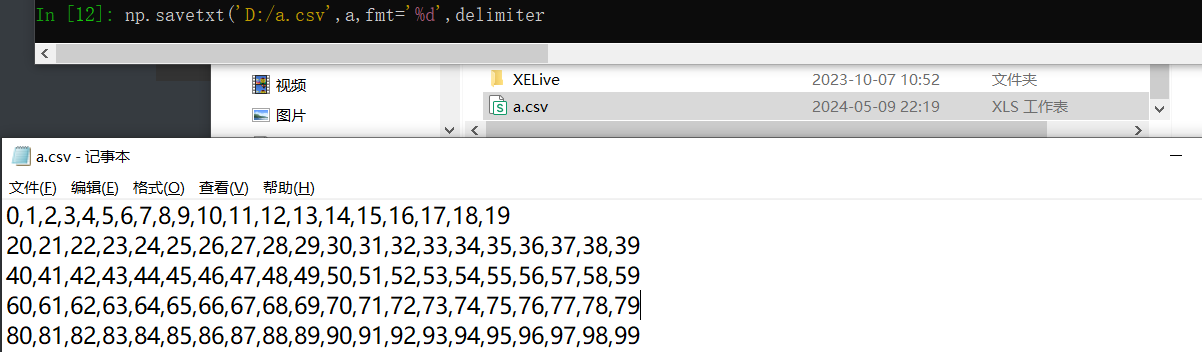 In [12]: np.savetxt('D:/a.csv',a,fmt='%d',delimiter
视频
XELive
2023-10-07 10:52
文件夹
图片
a.csv
2024-05-09 22:19
XLS 工作表
a.csv - 记事本
文件(F) 编辑(E) 格式(O) 查看(V) 帮助(H)
0,1,2,3,4,5,6,7,8,9,10,11,12,13,14,15,16,17,18,19
20,21,22,23,24,25,26,27,28,29,30,31,32,33,34,35,36,37,38,39
40,41,42,43,44,45,46,47,48,49,50,51,52,53,54,55,56,57,58,59
60,61,62,63,64,65,66,67,68,69,70,71,72,73,74,75,76,77,78,79
80,81,82,83,84,85,86,87,88,89,90,91,92,93,94,95,96,97,98,99